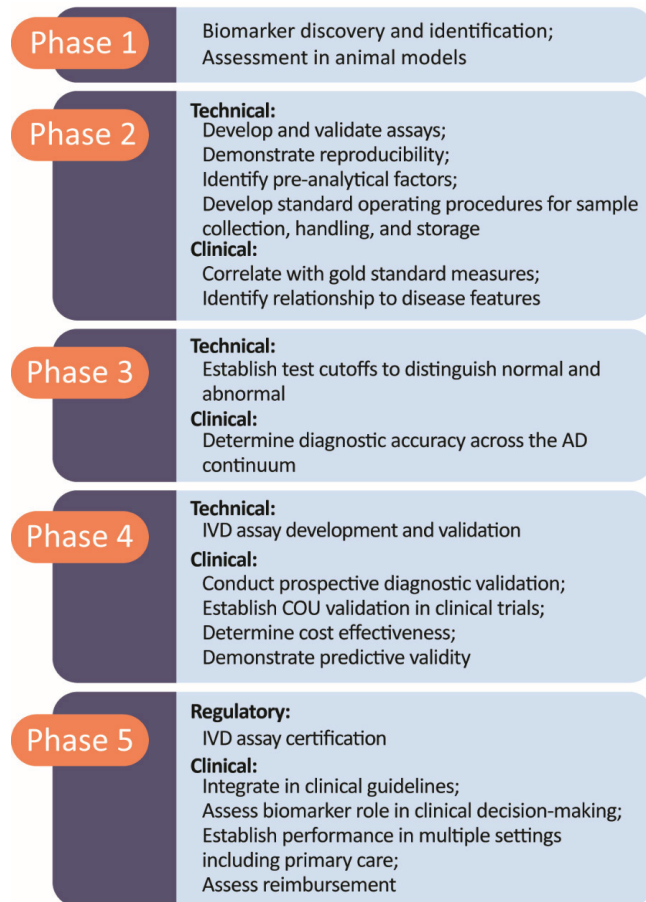 Phase 1
Biomarker discovery and identification;
Assessment in animal models
Phase 2
Technical:
Develop and validate assays;
Demonstrate reproducibility;
Identify pre-analytical factors;
Develop standard operating procedures for sample
collection, handling, and storage
Clinical:
Correlate with gold standard measures;
Identify relationship to disease features
Phase 3
Technical:
Establish test cutoffs to distinguish normal and
abnormal
Clinical:
Determine diagnostic accuracy across the AD
continuum
Phase 4
Technical:
IVD assay development and validation
Clinical:
Conduct prospective diagnostic validation;
Establish COU validation in clinical trials;
Determine cost effectiveness;
Demonstrate predictive validity
Phase 5
Regulatory:
IVD assay certification
Clinical:
Integrate in clinical guidelines;
Assess biomarker role in clinical decision-making;
Establish performance in multiple settings
including primary care;
Assess reimbursement